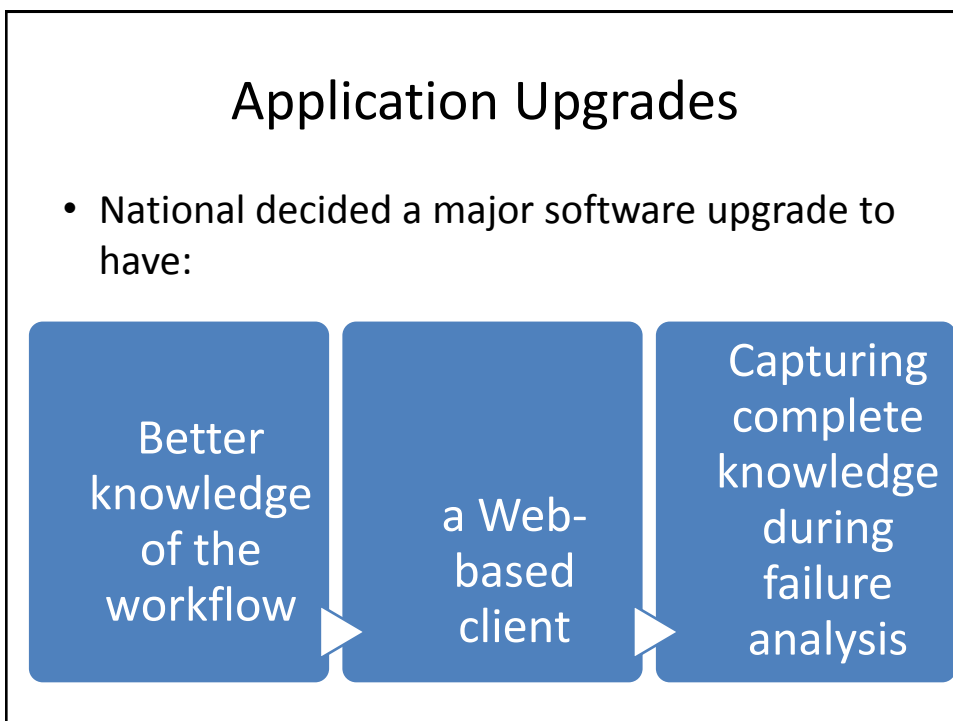 Application Upgrades
• National decided a major software upgrade to
have:
Better
knowledge
of the
workflow
a Web-
based
client
Capturing
complete
knowledge
during
failure
analysis